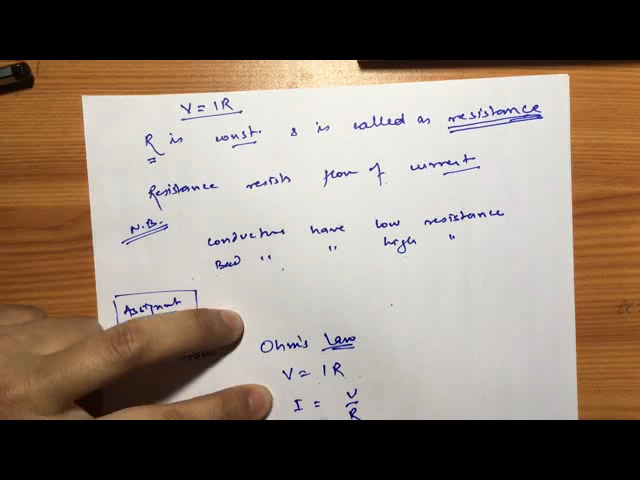 V = IR
R is const. & is called as resistance
Resistance resists flow of current
N.B.
conductors have low resistance
Bad " " high "
Assignment
Ohm's Law
V = IR
I = V/R